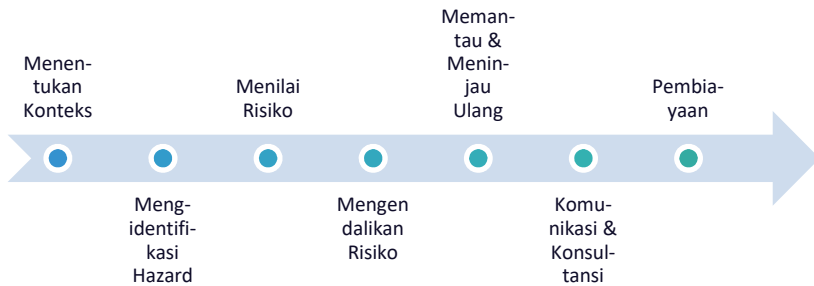 Menen-
tukan
Konteks
Meng-
identifi-
kasi
Hazard
Menilai
Risiko
Mengen
dalikan
Risiko
Meman-
tau &
Menin-
jau
Ulang
Komu-
nikasi &
Konsul-
tansi
Pembia-
yaan